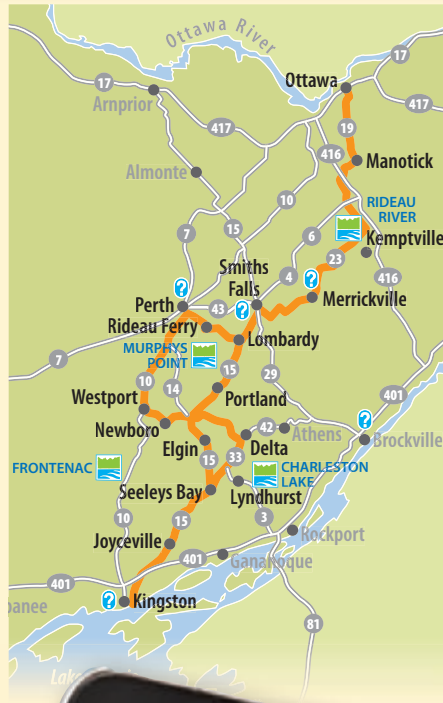 Ottawa River
17
Ottawa
17
Arnprior
417
417
19
416
Manotick
Almonte
10
RIDEAU
RIVER
15
6
7
Kemptville
23
Smiths
Falls
4
?
416
Perth
?
43
?
Merrickville
Rideau Ferry
Lombardy
MURPHYS
POINT
7
15
10
14
29
401
Westport
Portland
?
Newboro
42
Athens
Delta
Brockville
Elgin
33
FRONTENAC
15
CHARLESTON
LAKE
Seeleys Bay
Lyndhurst
10
15
3
Joyceville
Rockport
401
Gananoque
401
panee
?
Kingston
81
Lake